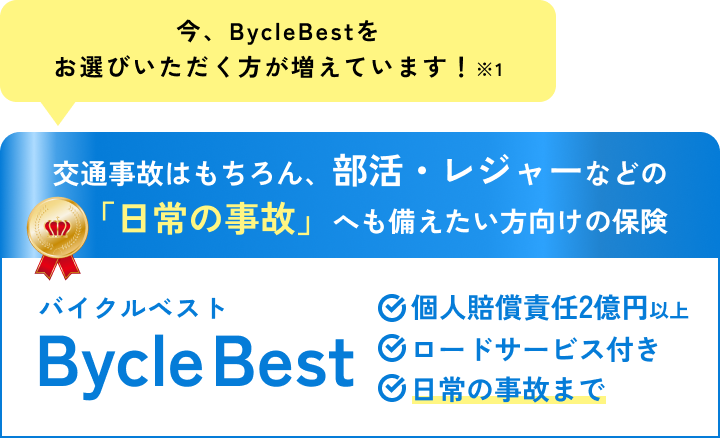 今、BycleBestを
お選びいただく方が増えています！※1
交通事故はもちろん、部活・レジャーなどの
「日常の事故」へも備えたい方向けの保険
バイクルベスト
Bycle Best
個人賠償責任2億円以上
ロードサービス付き
日常の事故まで